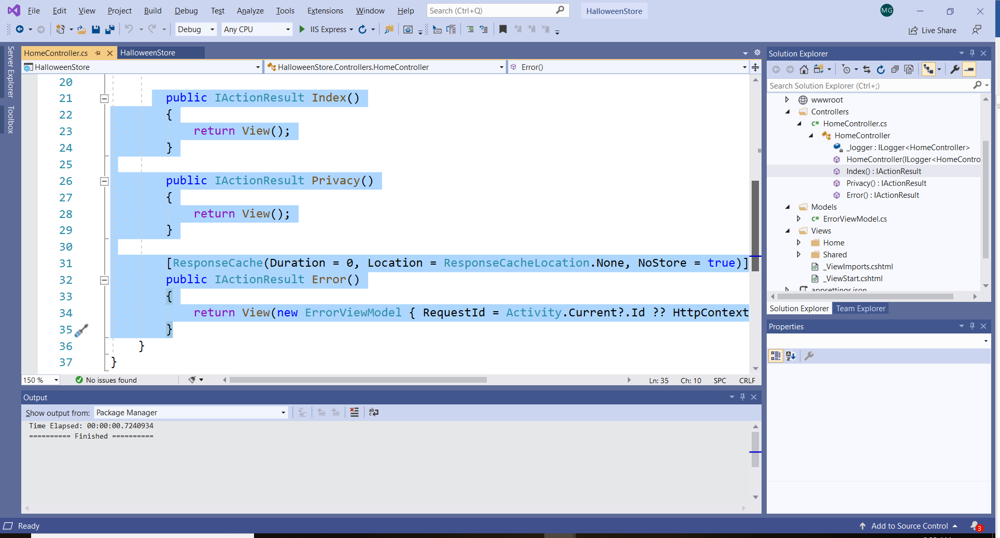 File Edit View Project Build Debug Test Analyze Tools Extensions Window Help Search (Ctrl+Q) HalloweenStore MG
Debug Any CPU IIS Express Live Share
Server Explorer
Toolbox
HomeController.cs HalloweenStore
HalloweenStore HalloweenStore.Controllers.HomeController Error()
20
21 public IActionResult Index()
22 {
23 return View();
24 }
25
26 public IActionResult Privacy()
27 {
28 return View();
29 }
30
31 [ResponseCache(Duration = 0, Location = ResponseCacheLocation.None, NoStore = true)]
32 public IActionResult Error()
33 {
34 return View(new ErrorViewModel { RequestId = Activity.Current?.Id ?? HttpContext
35 }
36 }
37 }
150 % No issues found Ln: 35 Ch: 10 SPC CRLF
Output
Show output from: Package Manager
Time Elapsed: 00:00:00.7240934
========== Finished ==========
Solution Explorer
Search Solution Explorer (Ctrl+;)
wwwroot
Controllers
C# HomeController.cs
HomeController
_logger : ILogger<HomeController>
HomeController(ILogger<HomeContro
Index() : IActionResult
Privacy() : IActionResult
Error() : IActionResult
Models
C# ErrorViewModel.cs
Views
Home
Shared
_ViewImports.cshtml
_ViewStart.cshtml
appsettings.json
Solution Explorer Team Explorer
Properties
Ready Add to Source Control 3